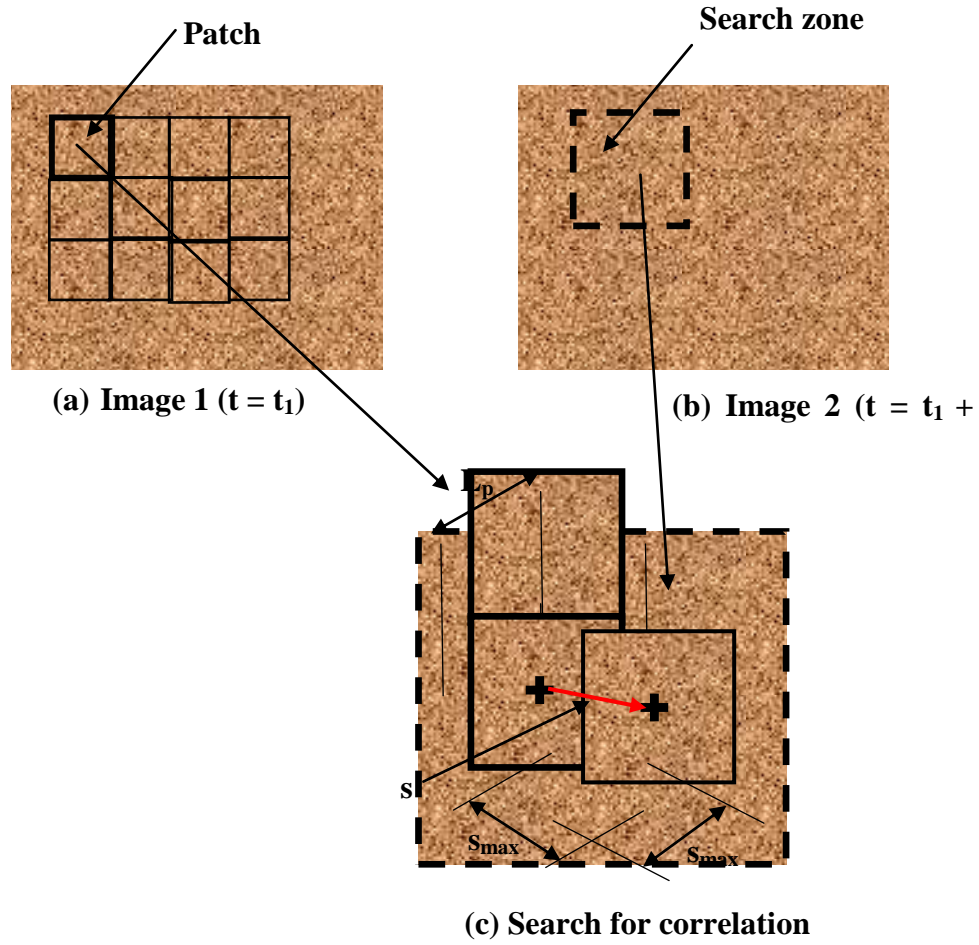 Patch
Search zone
(a) Image 1 (t = t₁)
(b) Image 2 (t = t₁ +
Lₚ
s
sₘₐₓ
sₘₐₓ
(c) Search for correlation